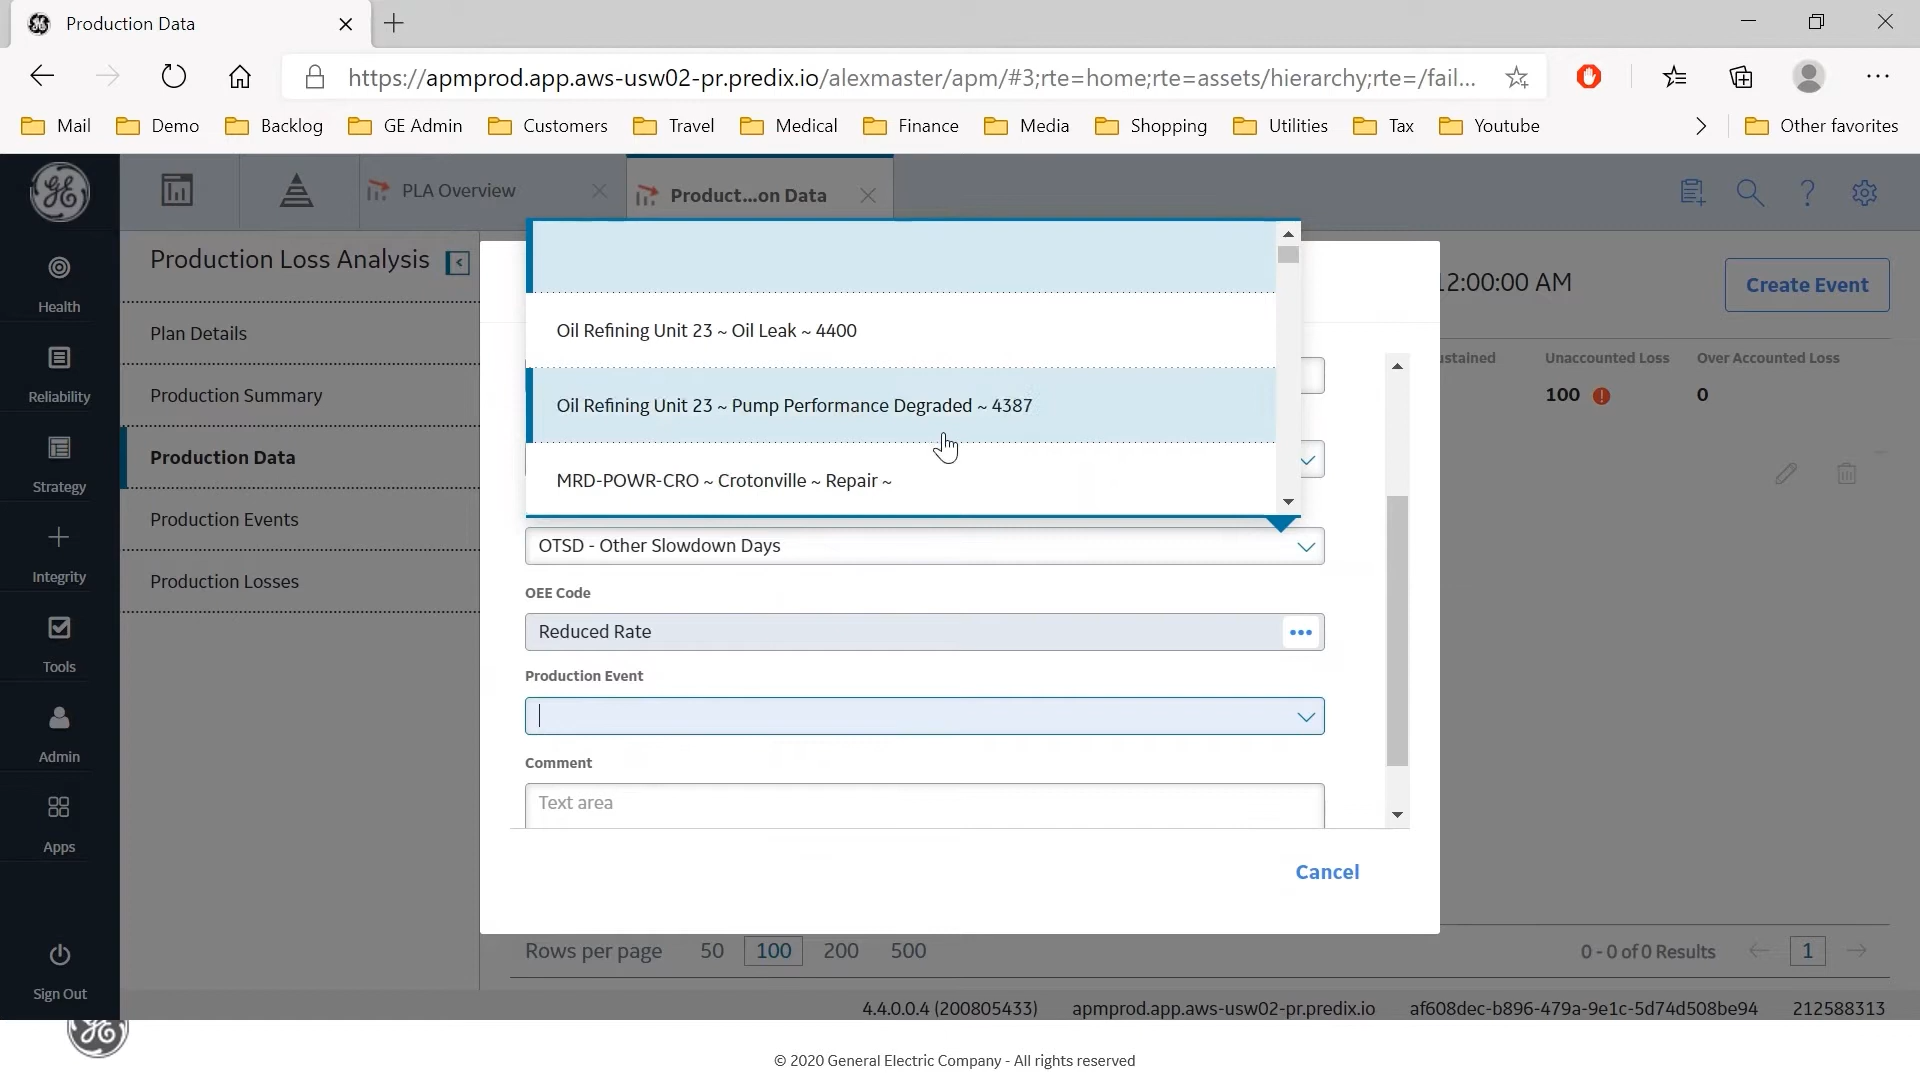 Production Data
https://apmprod.app.aws-usw02-pr.predix.io/alexmaster/apm/#3;rte=home;rte=assets/hierarchy;rte=/fail...
Mail Demo Backlog GE Admin Customers Travel Medical Finance Media Shopping Utilities Tax Youtube Other favorites
PLA Overview
Product...on Data
Health
Reliability
Strategy
Integrity
Tools
Admin
Apps
Sign Out
Production Loss Analysis
Plan Details
Production Summary
Production Data
Production Events
Production Losses
12:00:00 AM
Create Event
Unaccounted Loss Over Accounted Loss
100 0
Oil Refining Unit 23 ~ Oil Leak ~ 4400
Oil Refining Unit 23 ~ Pump Performance Degraded ~ 4387
MRD-POWR-CRO ~ Crotonville ~ Repair ~
OTSD - Other Slowdown Days
OEE Code
Reduced Rate
Production Event
Comment
Text area
Cancel
Rows per page 50 100 200 500
0 - 0 of 0 Results 1
4.4.0.0.4 (200805433) apmprod.app.aws-usw02-pr.predix.io af608dec-b896-479a-9e1c-5d74d508be94 212588313
© 2020 General Electric Company - All rights reserved